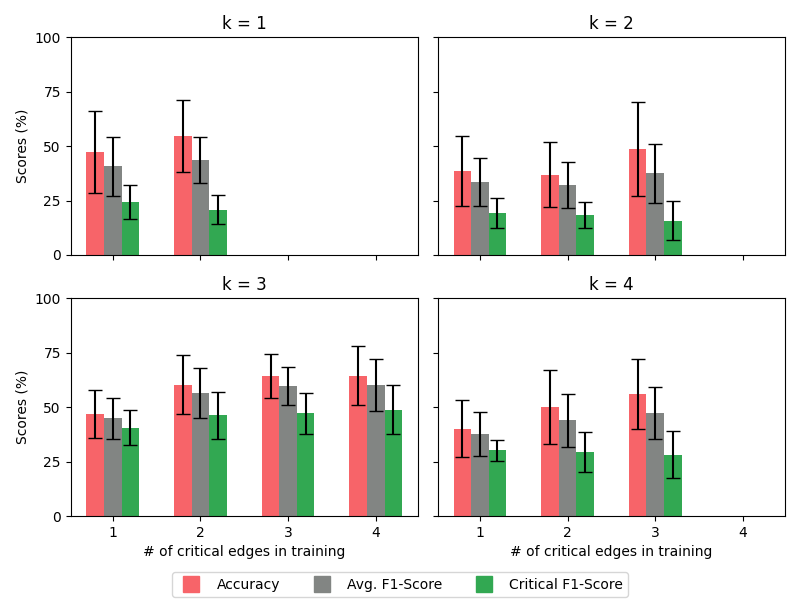 k = 1
k = 2
100
75
50
25
0
Scores (%)
k = 3
k = 4
100
75
50
25
0
Scores (%)
1 2 3 4
1 2 3 4
# of critical edges in training
# of critical edges in training
Accuracy Avg. F1-Score Critical F1-Score